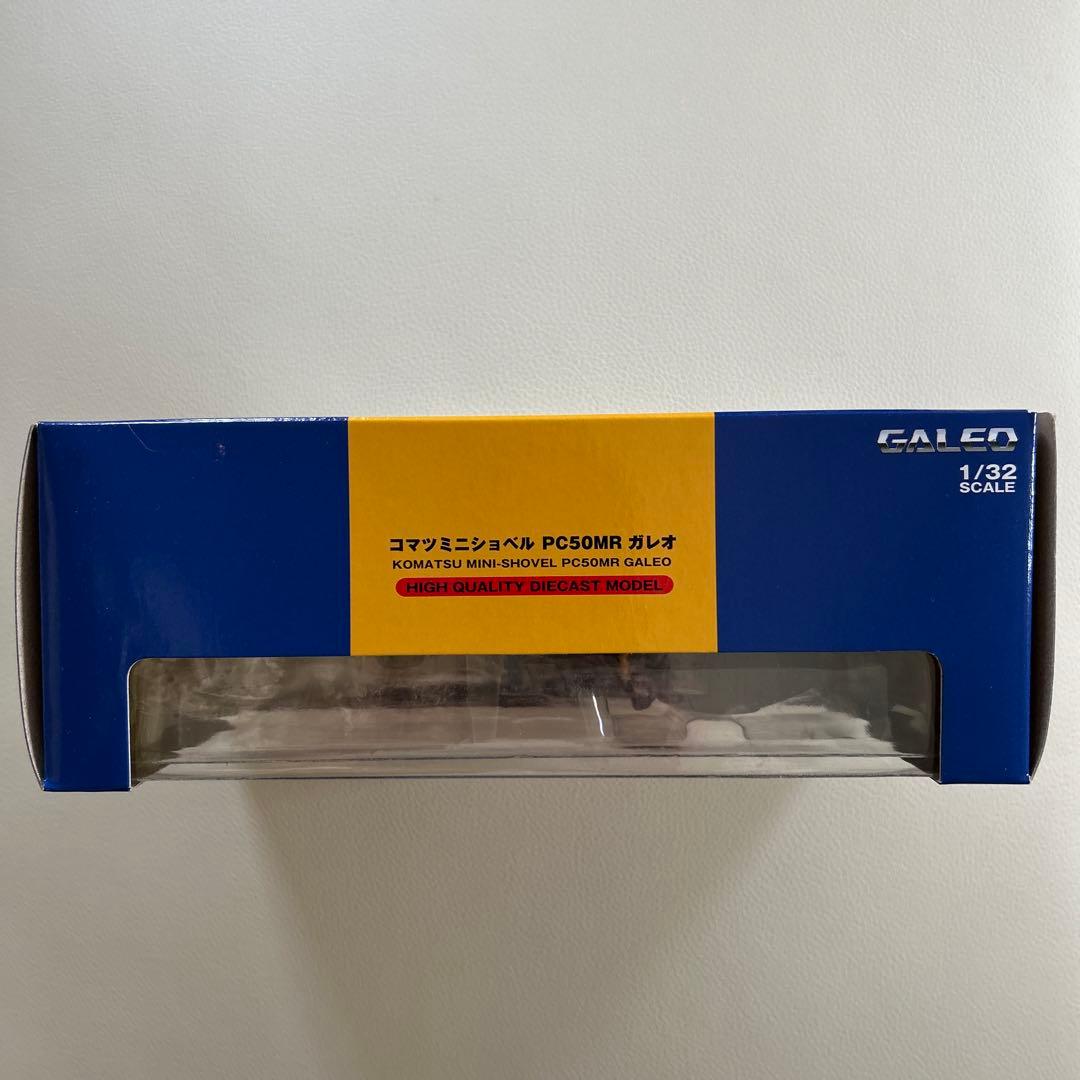 GALEO
1/32
SCALE
コマツミニショベル PC50MR ガレオ
KOMATSU MINI-SHOVEL PC50MR GALEO
HIGH QUALITY DIECAST MODEL